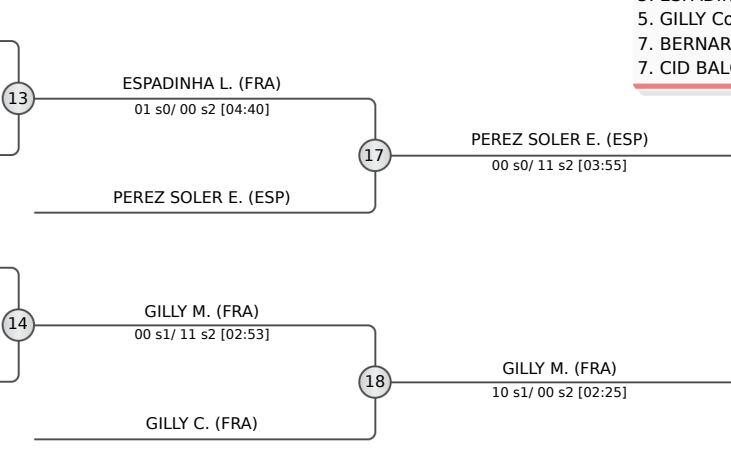 5. GILLY Co
7. BERNAR
7. CID BAL
ESPADINHA L. (FRA)
13
01 s0/ 00 s2 [04:40]
PEREZ SOLER E. (ESP)
17
00 s0/ 11 s2 [03:55]
PEREZ SOLER E. (ESP)
GILLY M. (FRA)
14
00 s1/ 11 s2 [02:53]
GILLY M. (FRA)
18
10 s1/ 00 s2 [02:25]
GILLY C. (FRA)